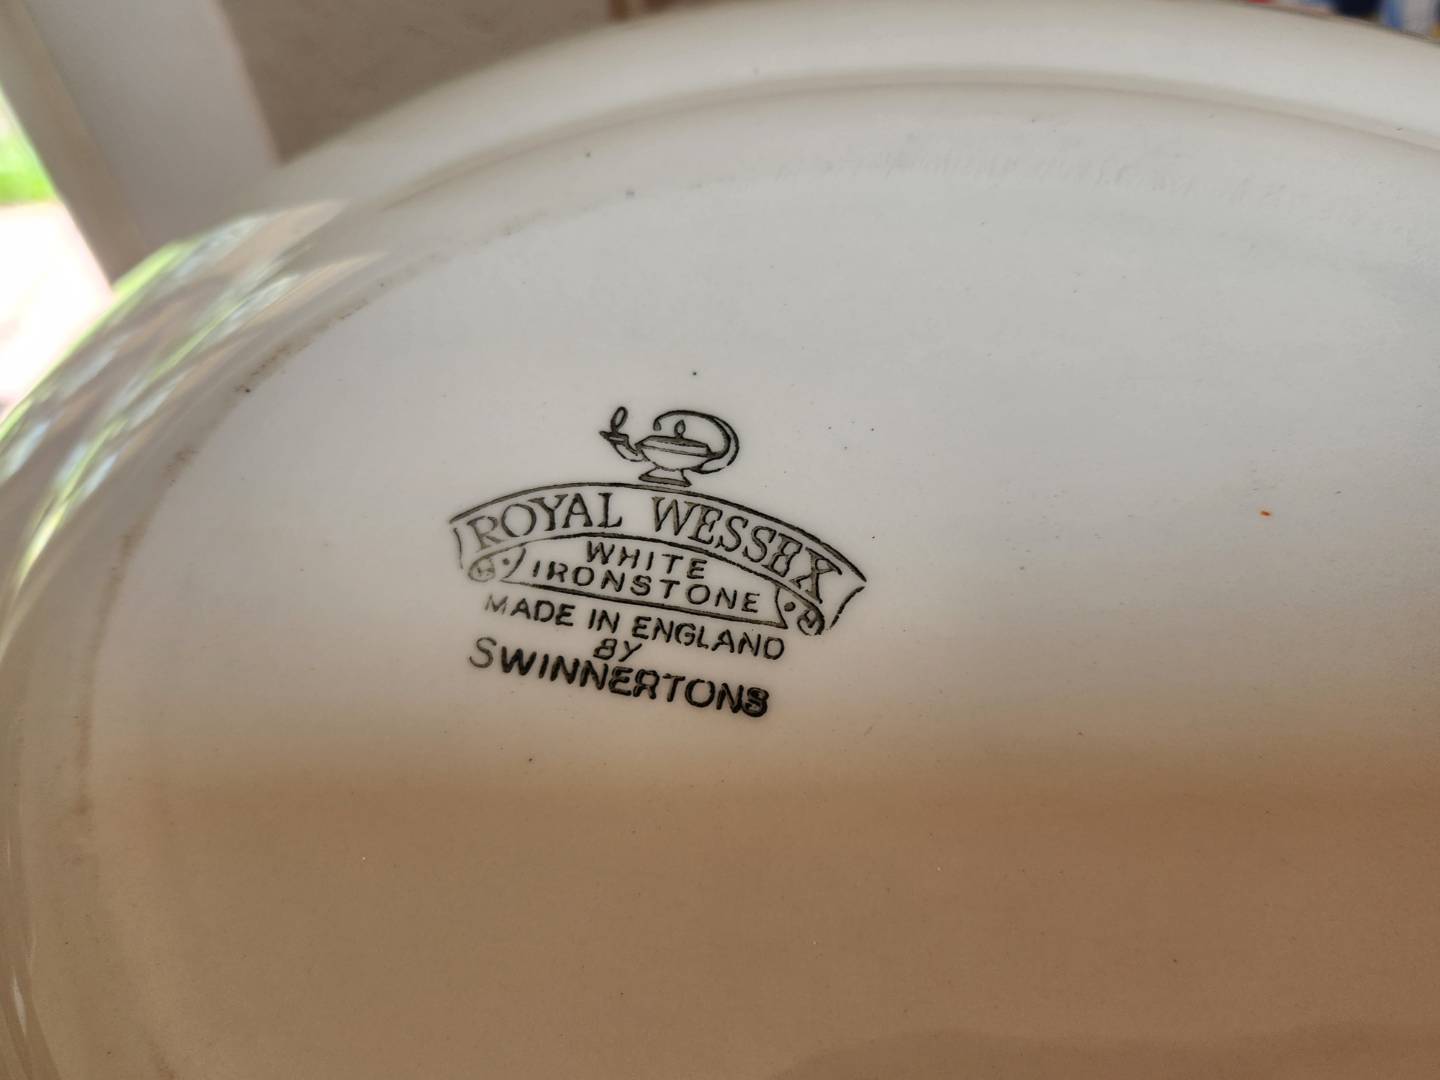 ROYAL WESSEX
WHITE
IRONSTONE
MADE IN ENGLAND
BY
SWINNERTONS